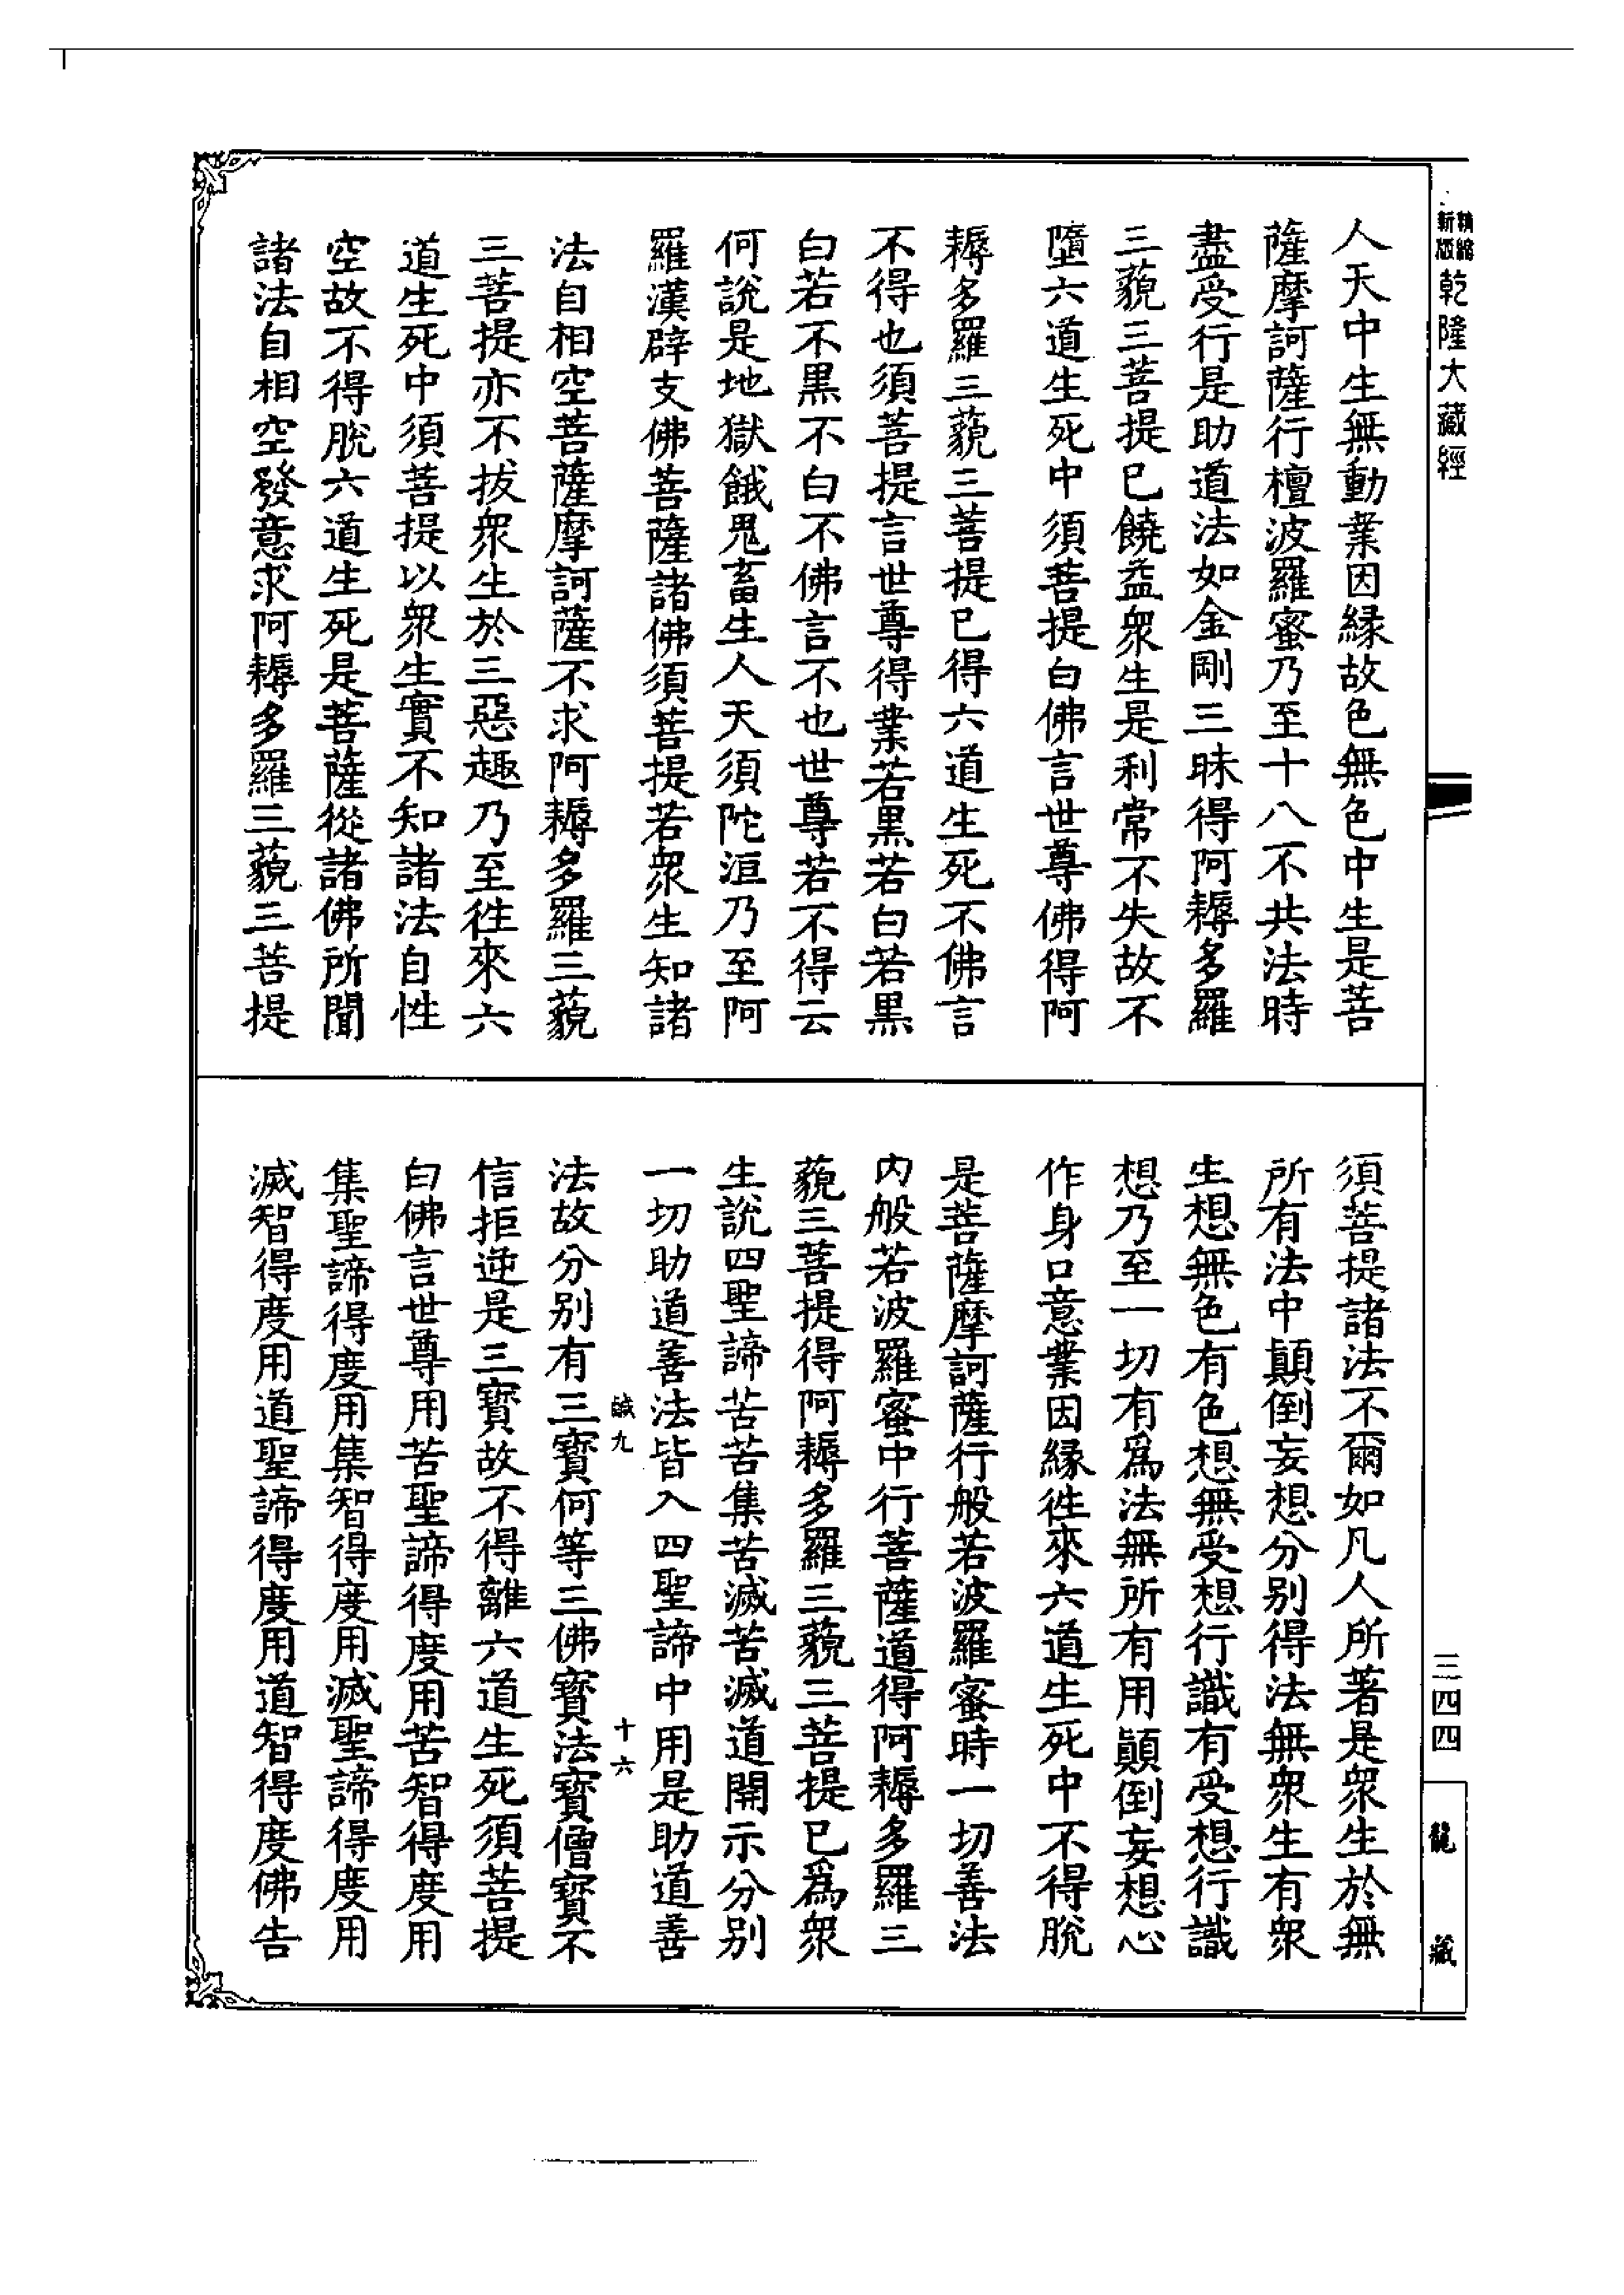 精縮新版乾隆大藏經
人天中生無動業因緣故色無色中生是菩
薩摩訶薩行檀波羅蜜乃至十八不共法時
盡受行是助道法如金剛三昧得阿耨多羅
三藐三菩提已饒益眾生是利常不失故不
墮六道生死中須菩提白佛言世尊佛得阿
耨多羅三藐三菩提已得六道生死不佛言
不得也須菩提言世尊得業若黑若白若黑
白若不黑不白不佛言不也世尊若不得云
何說是地獄餓鬼畜生人天須陀洹乃至阿
羅漢辟支佛菩薩諸佛須菩提若眾生知諸
法自相空菩薩摩訶薩不求阿耨多羅三藐
三菩提亦不拔眾生於三惡趣乃至往來六
道生死中須菩提以眾生實不知諸法自性
空故不得脫六道生死是菩薩從諸佛所聞
諸法自相空發意求阿耨多羅三藐三菩提
須菩提諸法不爾如凡人所著是眾生於無
所有法中顛倒妄想分別得法無眾生有眾
生想無色有色想無受想行識有受想行識
想乃至一切有為法無所有用顛倒妄想心
作身口意業因緣往來六道生死中不得脫
是菩薩摩訶薩行般若波羅蜜時一切善法
內般若波羅蜜中行菩薩道得阿耨多羅三
藐三菩提得阿耨多羅三藐三菩提已為眾
生說四聖諦苦苦集苦滅苦滅道開示分別
一切助道善法皆入四聖諦中用是助道善
鹹九 十六
法故分別有三寶何等三佛寶法寶僧寶不
信拒逆是三寶故不得離六道生死須菩提
白佛言世尊用苦聖諦得度用苦智得度用
集聖諦得度用集智得度用滅聖諦得度用
滅智得度用道聖諦得度用道智得度佛告
三四四
龍藏